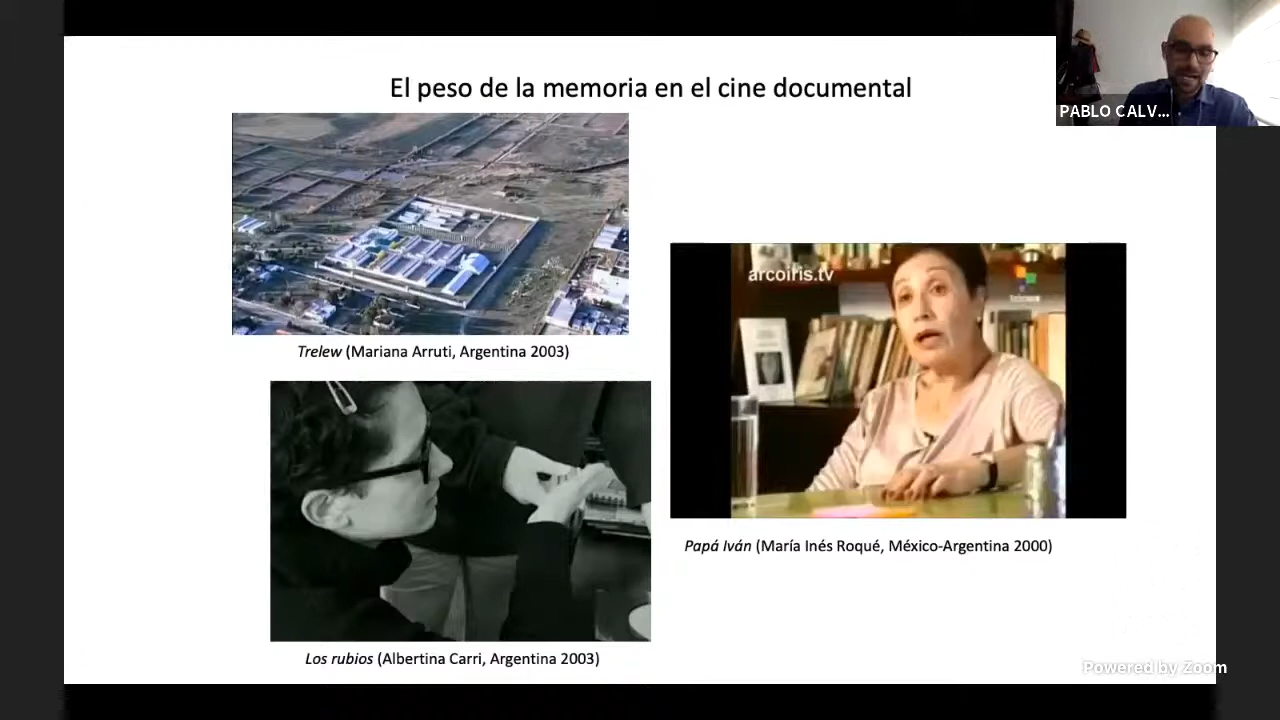 El peso de la memoria en el cine documental
PABLO CALV...
Trelew (Mariana Arruti, Argentina 2003)
arcoiris.tv
Papá Iván (María Inés Roqué, México-Argentina 2000)
Los rubios (Albertina Carri, Argentina 2003)
Powered by Zoom